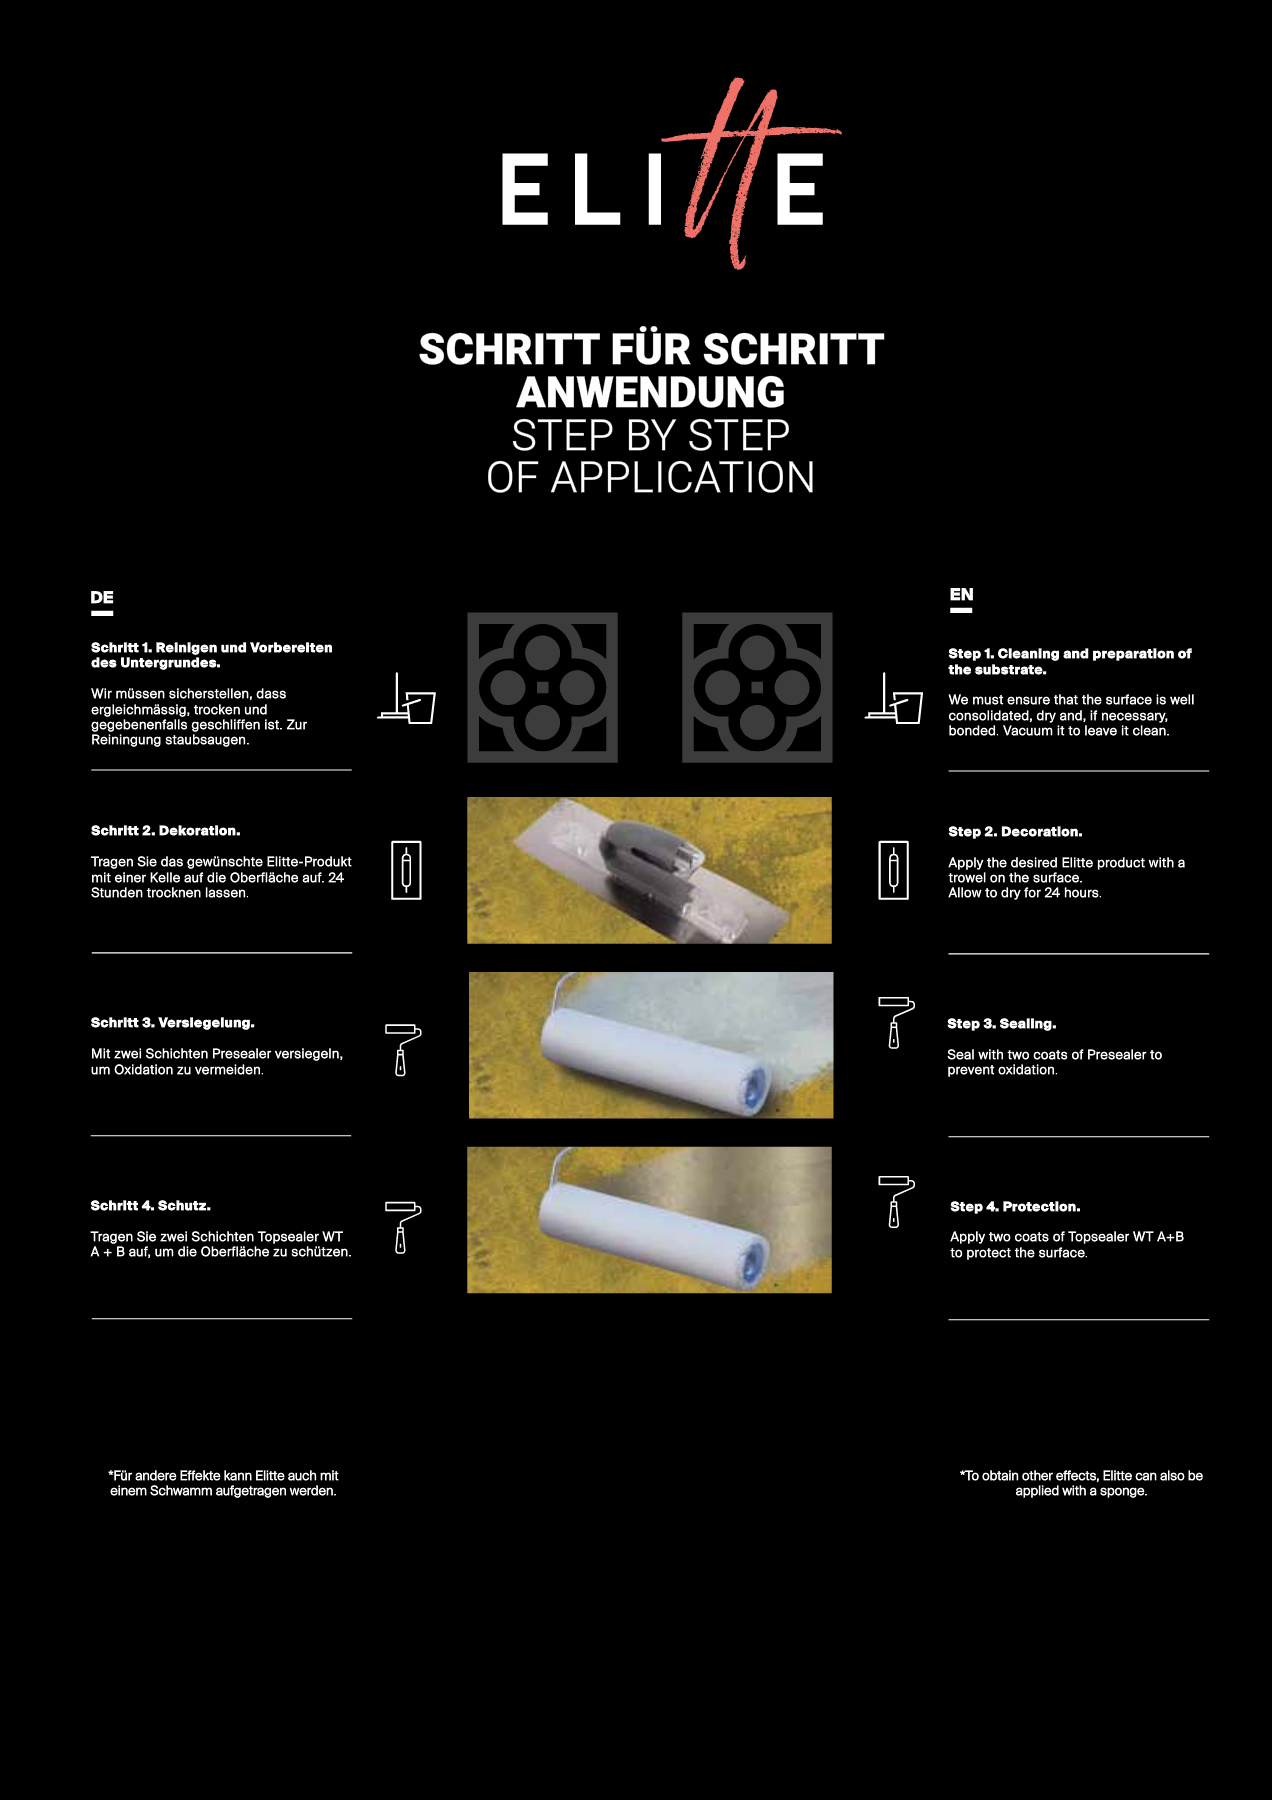 ELITTE
SCHRITT FÜR SCHRITT
ANWENDUNG
STEP BY STEP
OF APPLICATION
DE
Schritt 1. Reinigen und Vorbereiten
des Untergrundes.
Wir müssen sicherstellen, dass
ergleichmässig, trocken und
gegebenenfalls geschliffen ist. Zur
Reiningung staubsaugen.
Schritt 2. Dekoration.
Tragen Sie das gewünschte Elitte-Produkt
mit einer Kelle auf die Oberfläche auf. 24
Stunden trocknen lassen.
Schritt 3. Versiegelung.
Mit zwei Schichten Presealer versiegeln,
um Oxidation zu vermeiden.
Schritt 4. Schutz.
Tragen Sie zwei Schichten Topsealer WT
A + B auf, um die Oberfläche zu schützen.
*Für andere Effekte kann Elitte auch mit
einem Schwamm aufgetragen werden.
EN
Step 1. Cleaning and preparation of
the substrate.
We must ensure that the surface is well
consolidated, dry and, if necessary,
bonded. Vacuum it to leave it clean.
Step 2. Decoration.
Apply the desired Elitte product with a
trowel on the surface.
Allow to dry for 24 hours.
Step 3. Sealing.
Seal with two coats of Presealer to
prevent oxidation.
Step 4. Protection.
Apply two coats of Topsealer WT A+B
to protect the surface.
*To obtain other effects, Elitte can also be
applied with a sponge.